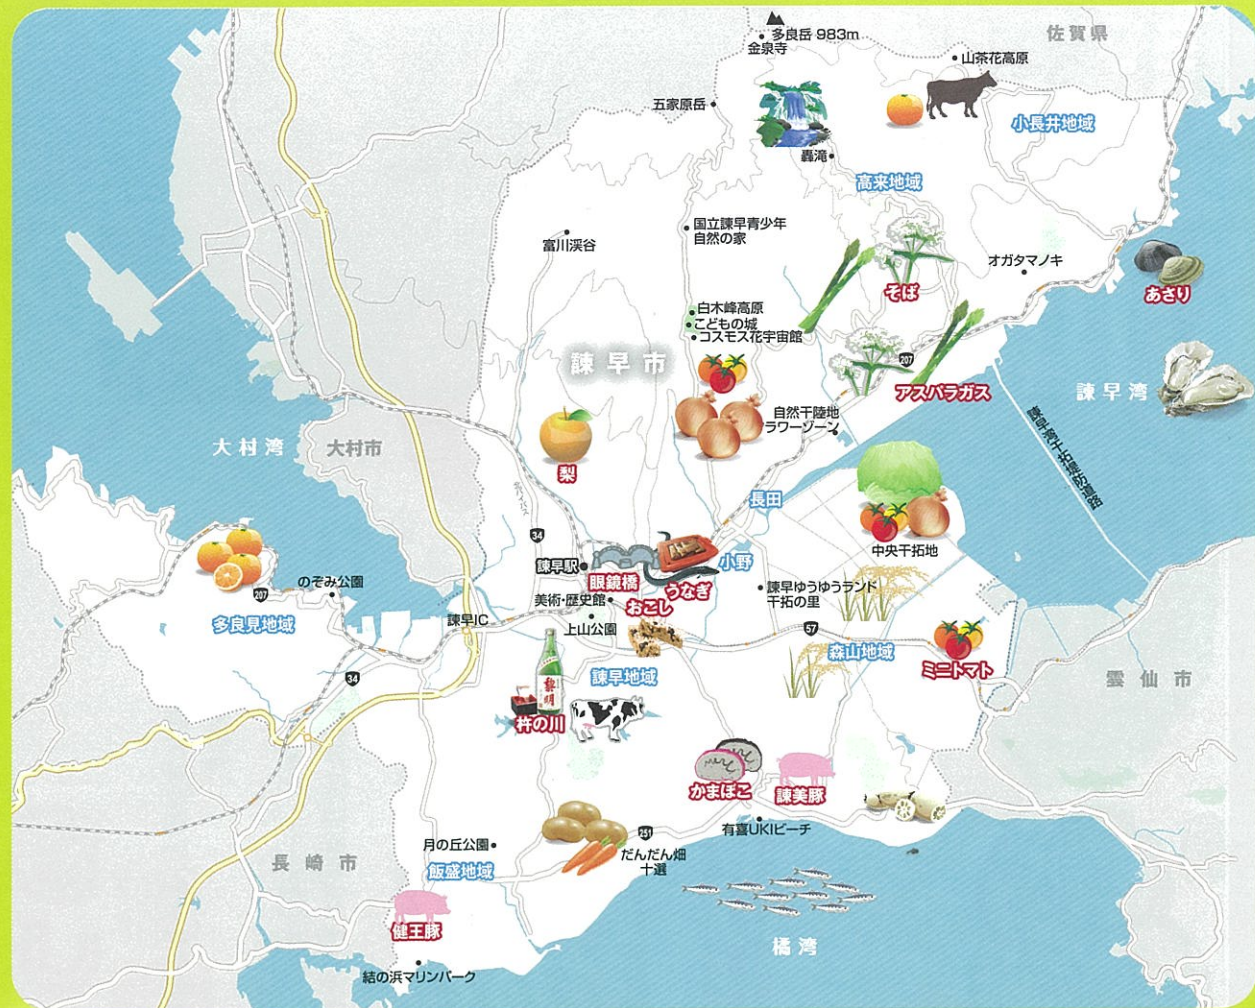 多良岳 983m
金泉寺
佐賀県
山茶花高原
五家原岳
小長井地域
轟滝
高来地域
国立諫早青少年
自然の家
富川渓谷
オガタマノキ
そば
あさり
白木峰高原
こどもの城
コスモス花宇宙館
諫早市
207
アスパラガス
諫早湾
自然干陸地
フラワーゾーン
諫早湾干拓堤防道路
大村湾
大村市
梨
長田
34
中央干拓地
諫早駅
眼鏡橋
うなぎ
小野
のぞみ公園
207
美術・歴史館
おこし
諫早ゆうゆうランド
干拓の里
多良見地域
諫早IC
上山公園
57
森山地域
ミニトマト
34
諫早地域
雲仙市
黎明
杵の川
かまぼこ
諫美豚
有喜UKIビーチ
251
月の丘公園
だんだん畑
十選
長崎市
飯盛地域
健王豚
橘湾
結の浜マリンパーク